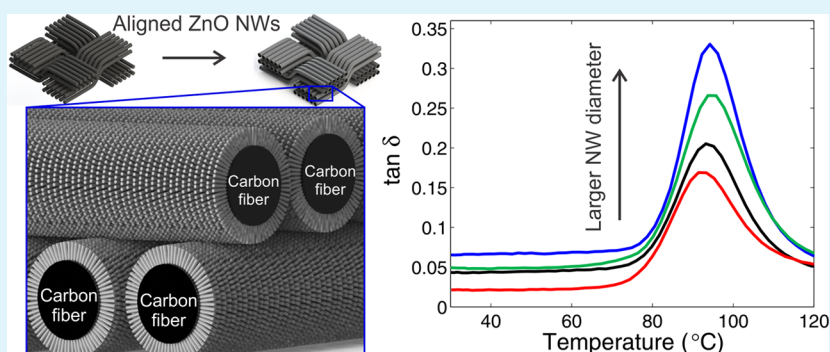 Aligned ZnO NWs
Carbon
fiber
Carbon
fiber
Carbon
fiber
Carbon
fiber
0.35
0.3
0.25
0.2
0.15
0.1
0.05
0
tan δ
Larger NW diameter
40
60
80
100
120
Temperature (°C)